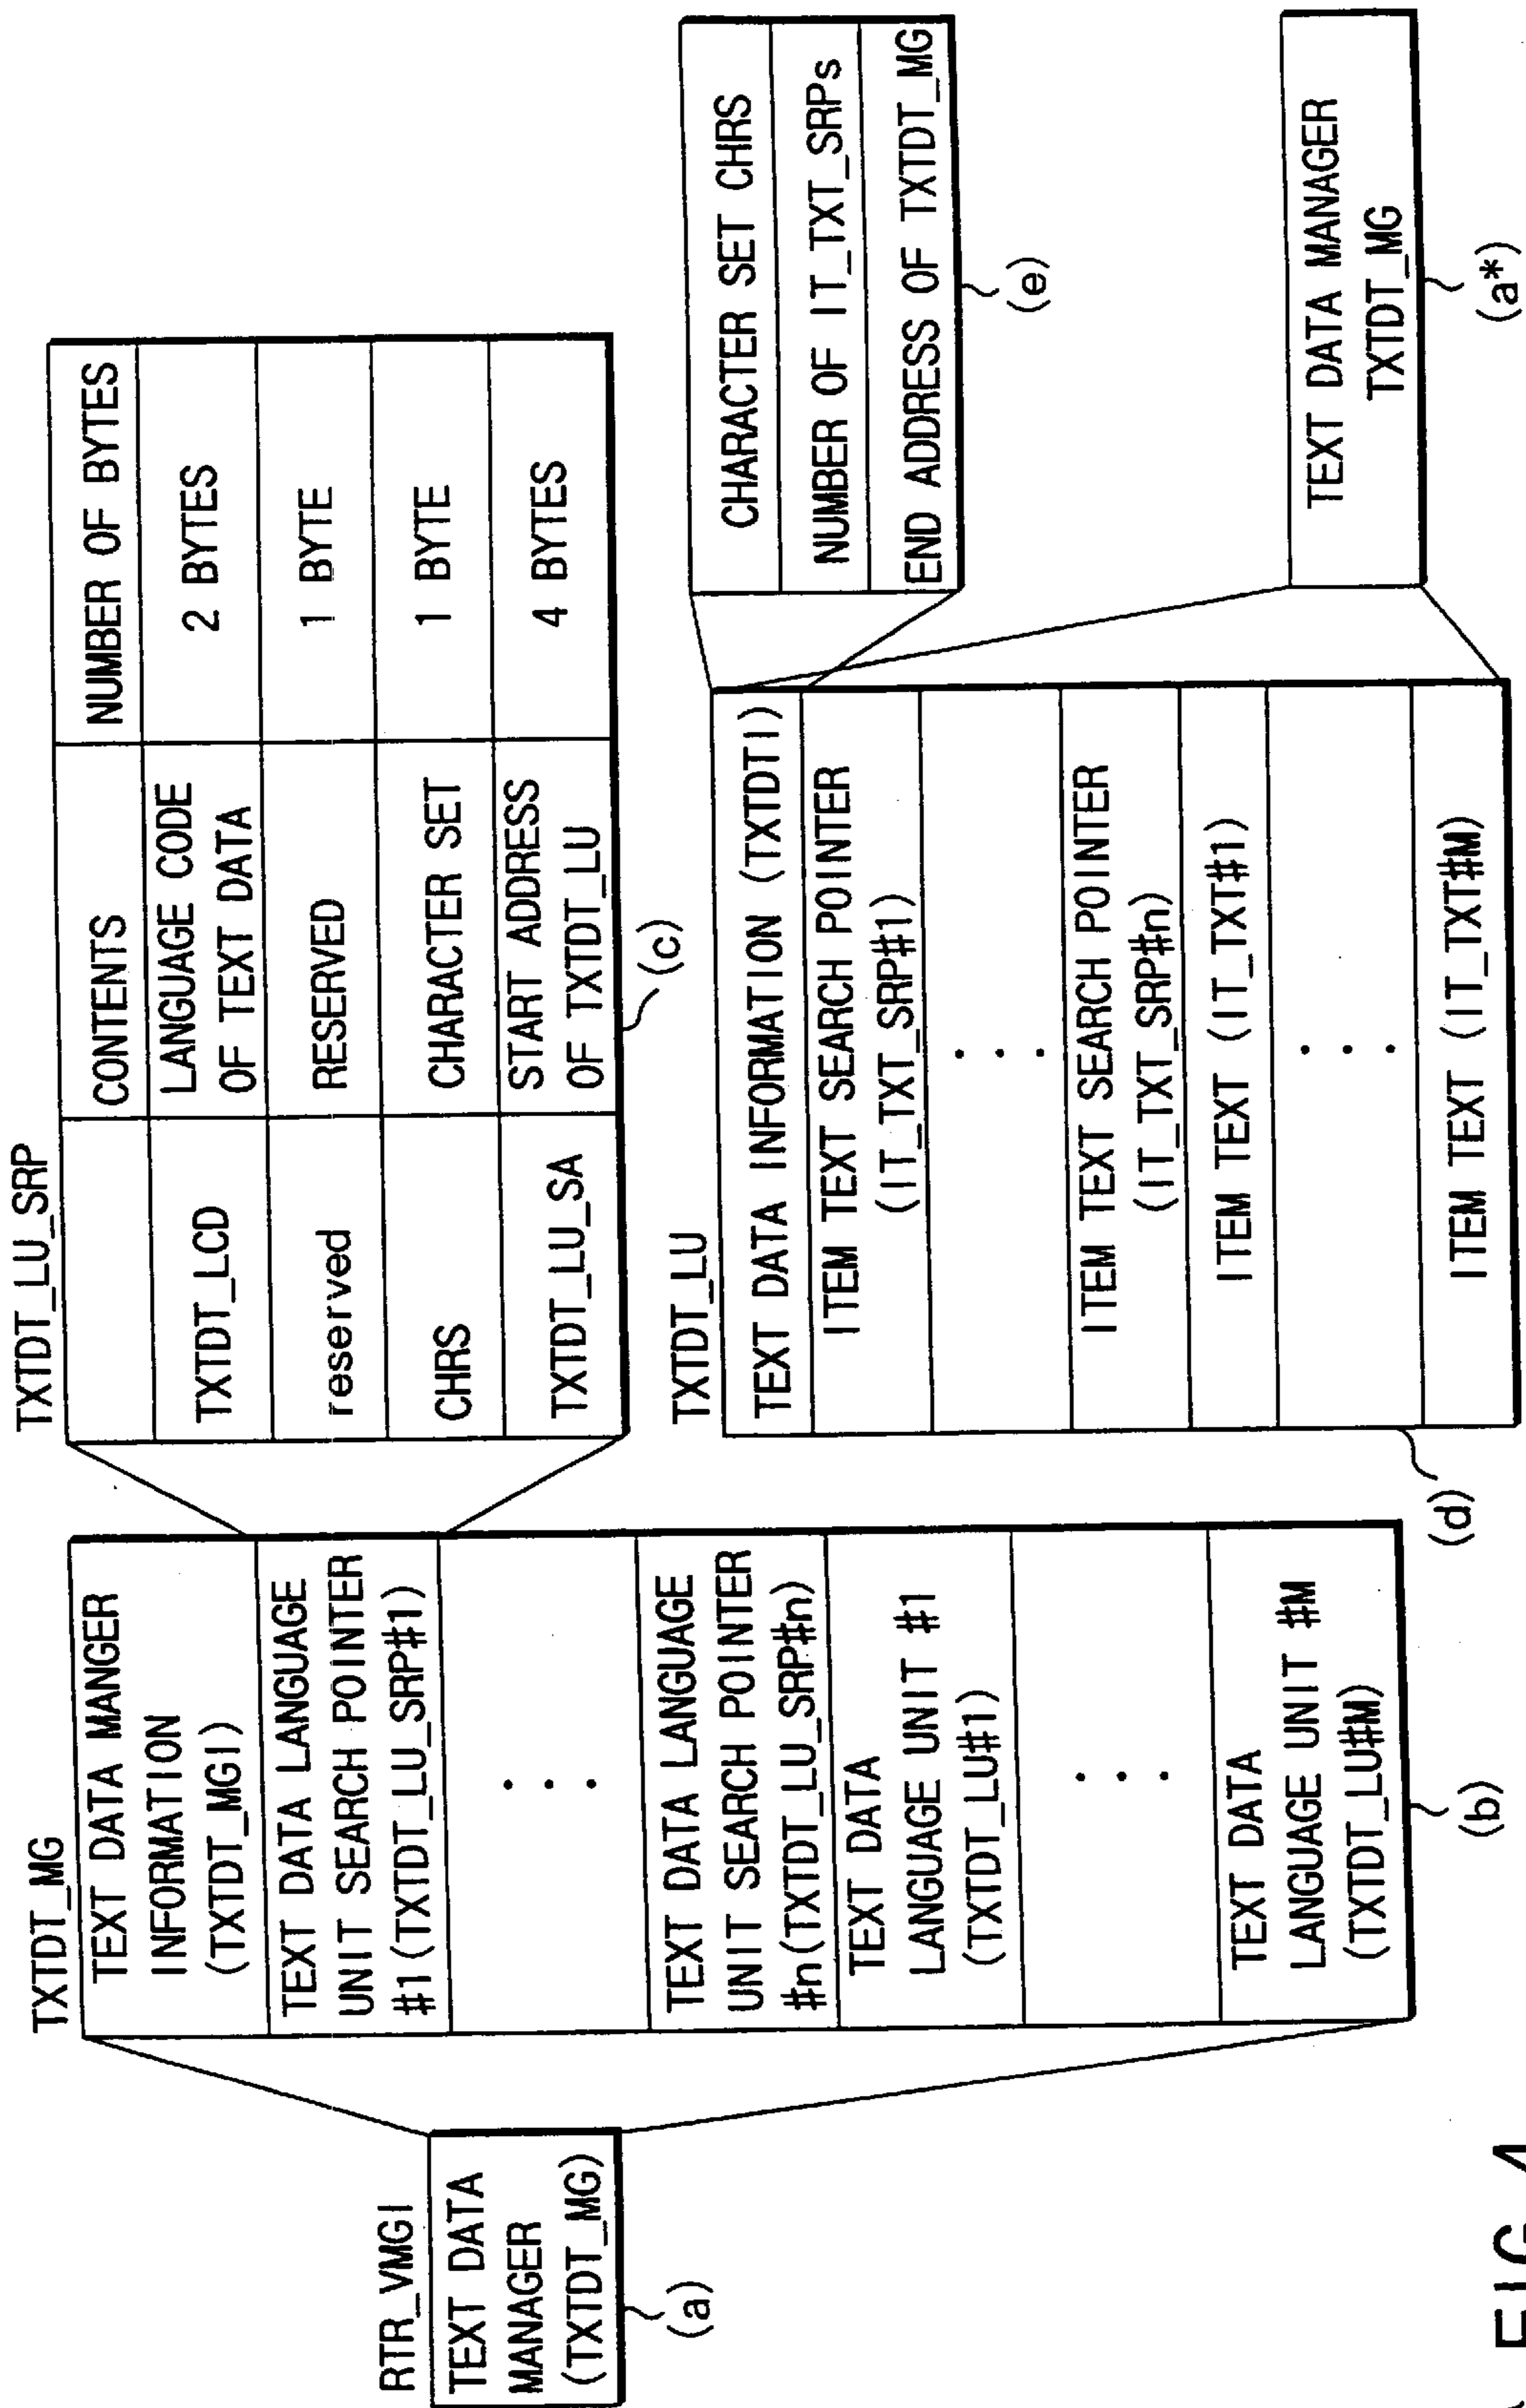 RTR_VMGI
TEXT DATA
MANAGER
(TXTDT_MG)
(a)
TXTDT_MG
TEXT DATA MANGER
INFORMATION
(TXTDT_MGI)
TEXT DATA LANGUAGE
UNIT SEARCH POINTER
#1(TXTDT_LU_SRP#1)
...
TEXT DATA LANGUAGE
UNIT SEARCH POINTER
#n(TXTDT_LU_SRP#n)
TEXT DATA
LANGUAGE UNIT #1
(TXTDT_LU#1)
...
TEXT DATA
LANGUAGE UNIT #M
(TXTDT_LU#M)
(b)
TXTDT_LU_SRP
CONTENTS NUMBER OF BYTES
TXTDT_LCD LANGUAGE CODE 2 BYTES
OF TEXT DATA
reserved RESERVED 1 BYTE
CHRS CHARACTER SET 1 BYTE
TXTDT_LU_SA START ADDRESS 4 BYTES
OF TXTDT_LU
(c)
TXTDT_LU
TEXT DATA INFORMATION (TXTDTI)
ITEM TEXT SEARCH POINTER
(IT_TXT_SRP#1)
...
ITEM TEXT SEARCH POINTER
(IT_TXT_SRP#n)
ITEM TEXT (IT_TXT#1)
...
ITEM TEXT (IT_TXT#M)
(d)
CHARACTER SET CHRS
NUMBER OF IT_TXT_SRPs
END ADDRESS OF TXTDT_MG
(e)
TEXT DATA MANAGER
TXTDT_MG
(a*)
FIG. 4